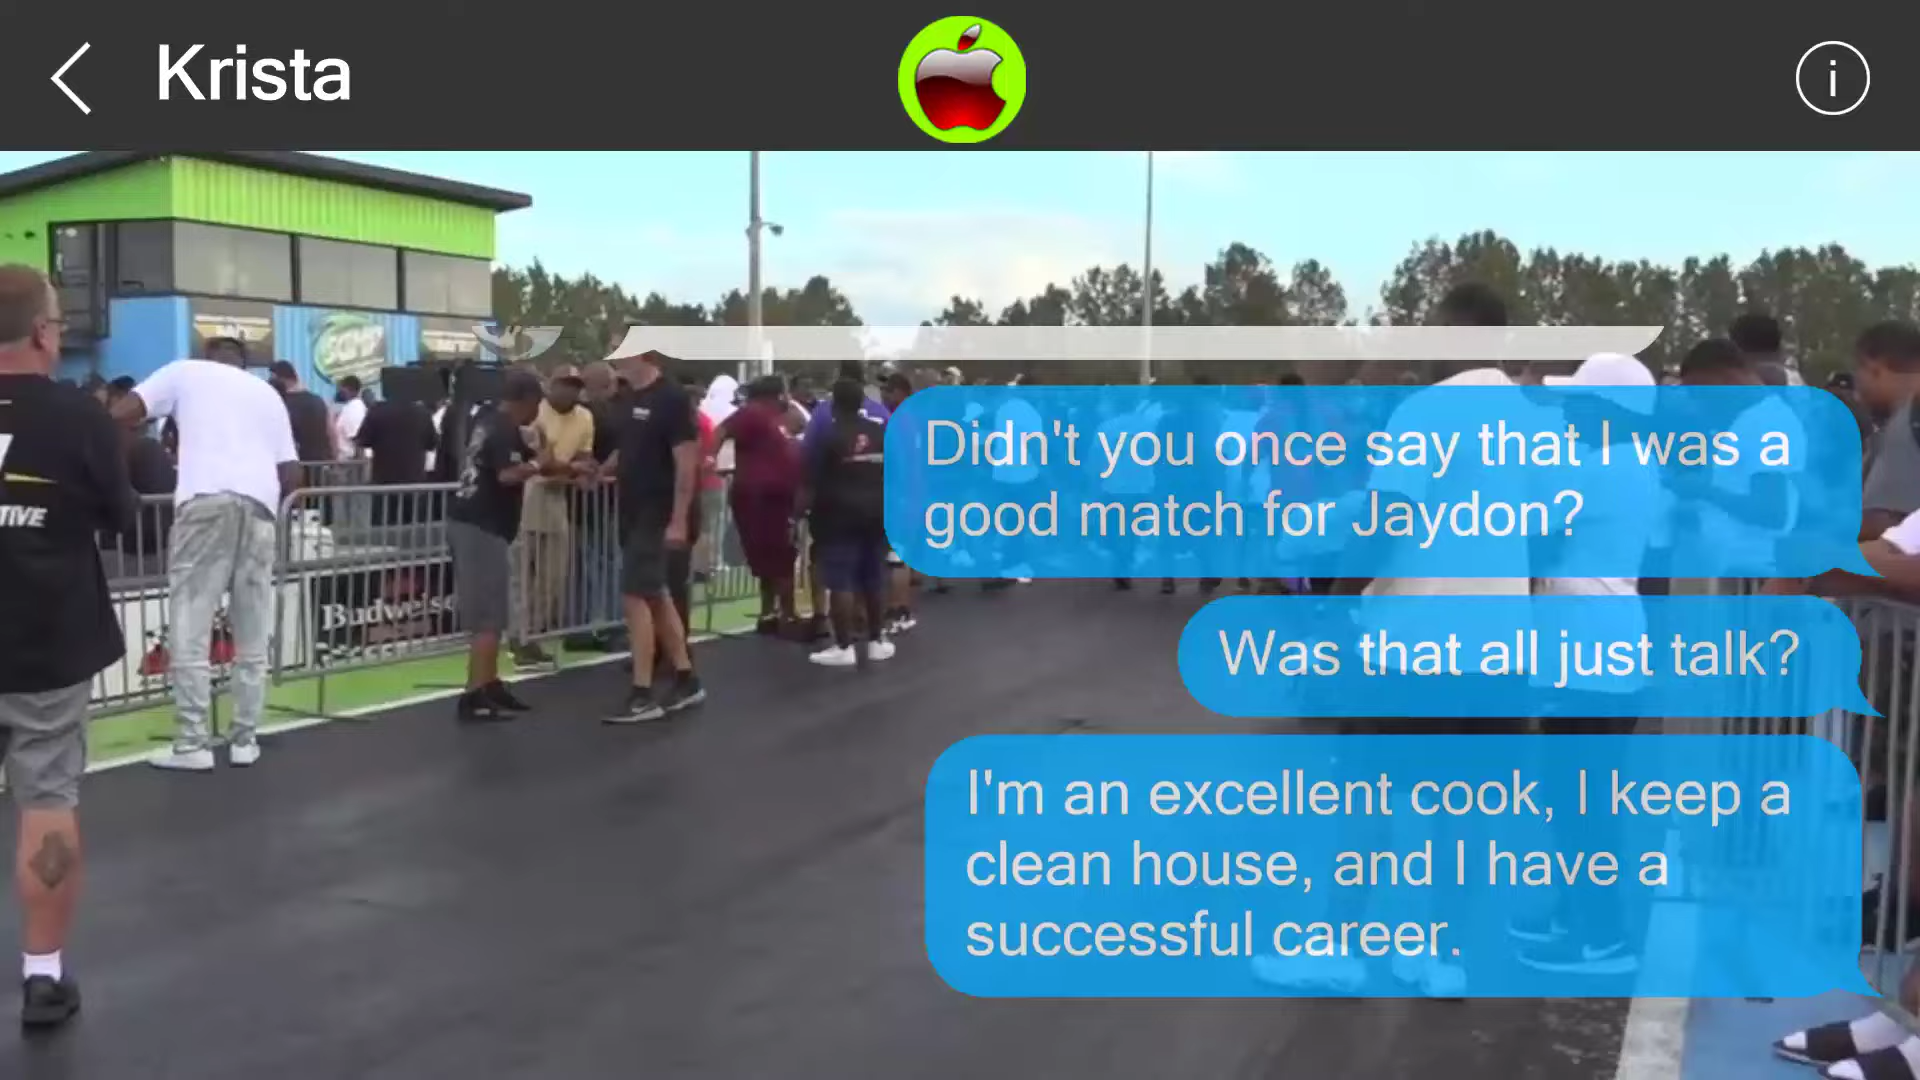 Krista
i
Didn't you once say that I was a
good match for Jaydon?
Was that all just talk?
I'm an excellent cook, I keep a
clean house, and I have a
successful career.
TIVE